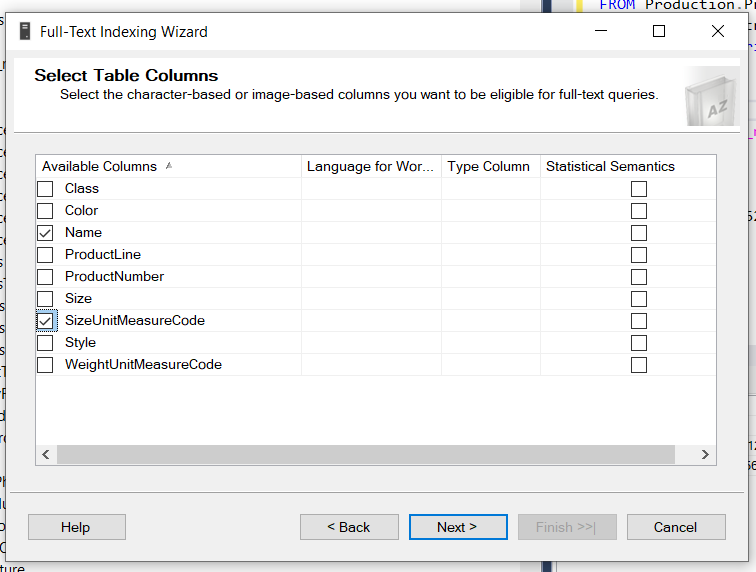 FROM Production.Pr
Full-Text Indexing Wizard
Select Table Columns
Select the character-based or image-based columns you want to be eligible for full-text queries.
AZ
Available Columns Language for Wor... Type Column Statistical Semantics
Class
Color
Name
ProductLine
ProductNumber
Size
SizeUnitMeasureCode
Style
WeightUnitMeasureCode
Help < Back Next > Finish >>| Cancel